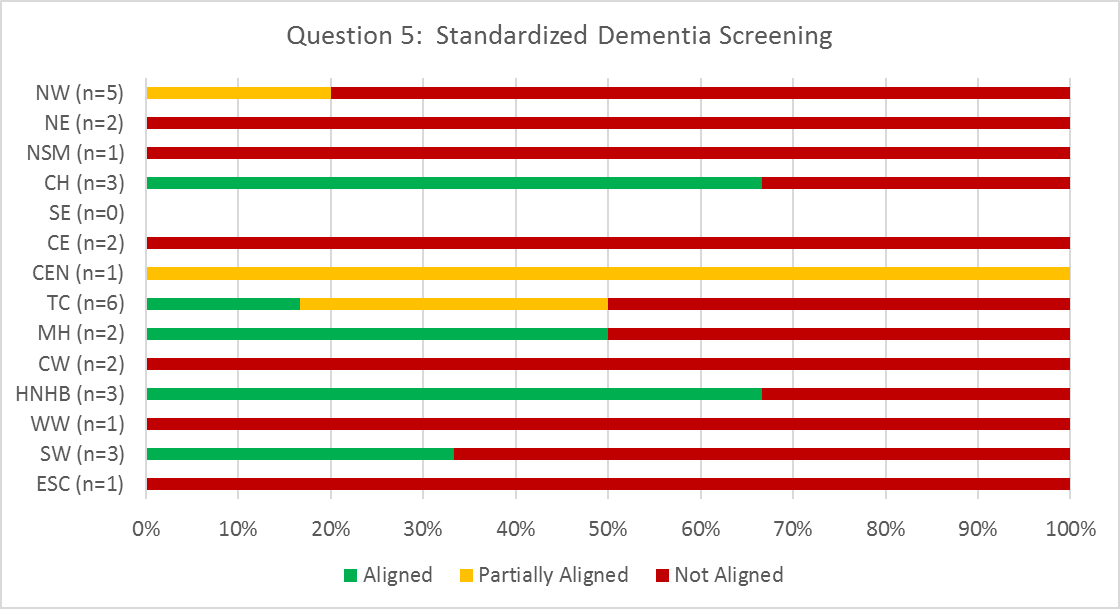 Question 5:  Standardized Dementia Screening
NW (n=5)
NE (n=2)
NSM (n=1)
CH (n=3)
SE (n=0)
CE (n=2)
CEN (n=1)
TC (n=6)
MH (n=2)
CW (n=2)
HNHB (n=3)
WW (n=1)
SW (n=3)
ESC (n=1)
0% 10% 20% 30% 40% 50% 60% 70% 80% 90% 100%
Aligned Partially Aligned Not Aligned